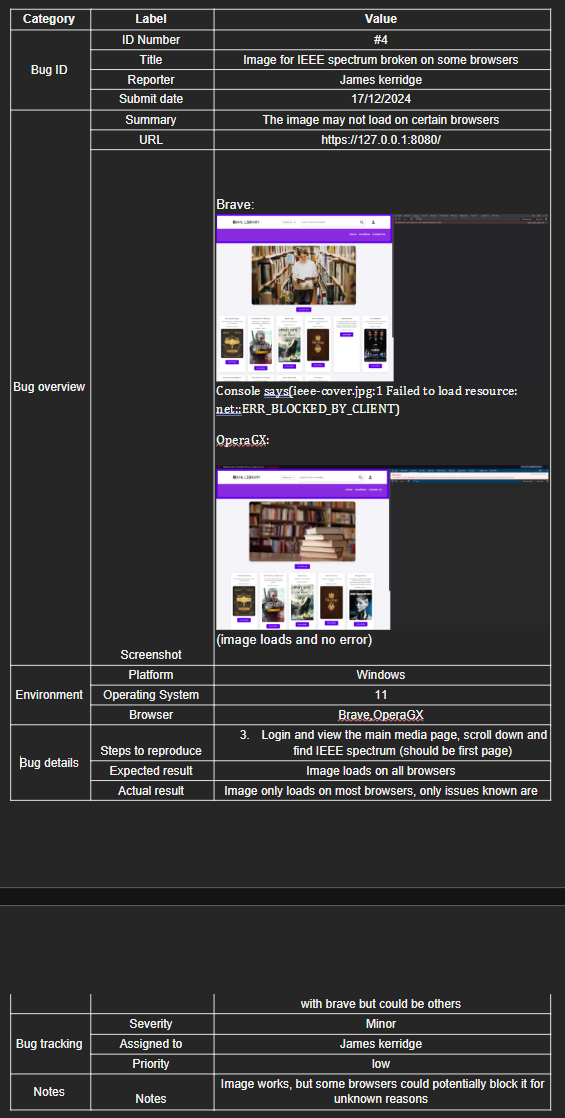 Category Label Value
Bug ID
ID Number #4
Title Image for IEEE spectrum broken on some browsers
Reporter James kerridge
Submit date 17/12/2024
Bug overview
Summary The image may not load on certain browsers
URL https://127.0.0.1:8080/
Screenshot
Brave:
Console says(ieee-cover.jpg:1 Failed to load resource:
net::ERR_BLOCKED_BY_CLIENT)
OperaGX:
(image loads and no error)
Environment
Platform Windows
Operating System 11
Browser Brave,OperaGX
Bug details
Steps to reproduce
3. Login and view the main media page, scroll down and
find IEEE spectrum (should be first page)
Expected result Image loads on all browsers
Actual result Image only loads on most browsers, only issues known are
with brave but could be others
Bug tracking
Severity Minor
Assigned to James kerridge
Priority low
Notes
Notes
Image works, but some browsers could potentially block it for
unknown reasons